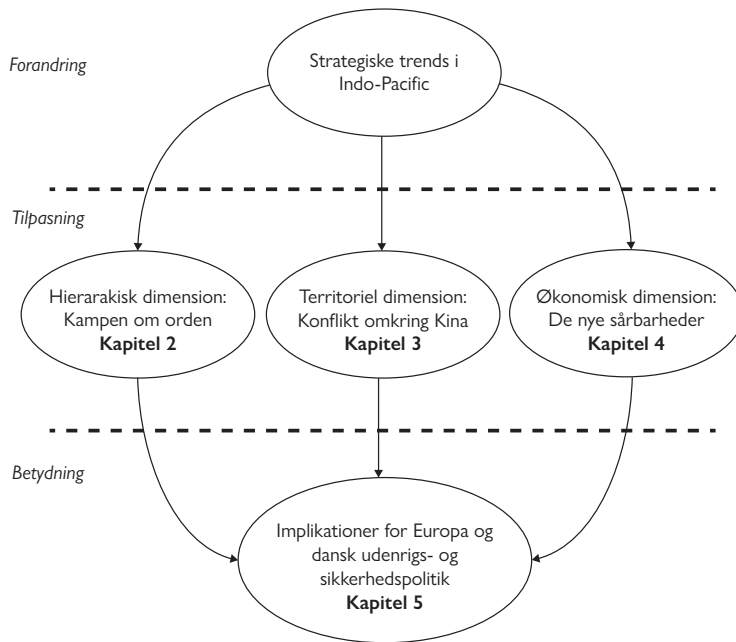 Forandring
Strategiske trends i
Indo-Pacific
Tilpasning
Hierarakisk dimension:
Kampen om orden
Kapitel 2
Territoriel dimension:
Konflikt omkring Kina
Kapitel 3
Økonomisk dimension:
De nye sårbarheder
Kapitel 4
Betydning
Implikationer for Europa og
dansk udenrigs- og
sikkerhedspolitik
Kapitel 5